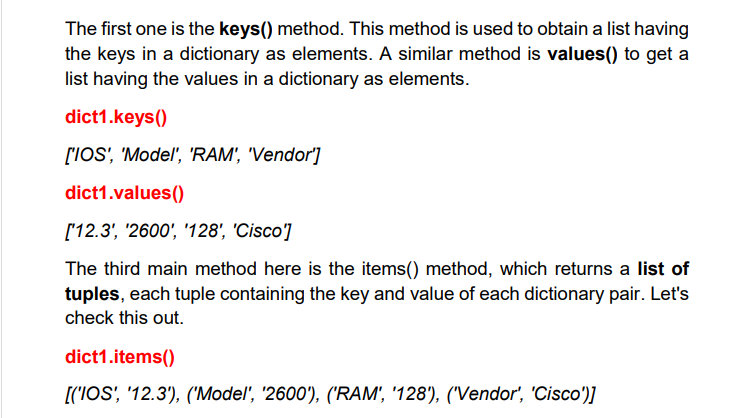 The first one is the keys() method. This method is used to obtain a list having
the keys in a dictionary as elements. A similar method is values() to get a
list having the values in a dictionary as elements.
dict1.keys()
['IOS', 'Model', 'RAM', 'Vendor']
dict1.values()
['12.3', '2600', '128', 'Cisco']
The third main method here is the items() method, which returns a list of
tuples, each tuple containing the key and value of each dictionary pair. Let's
check this out.
dict1.items()
[('IOS', '12.3'), ('Model', '2600'), ('RAM', '128'), ('Vendor', 'Cisco')]